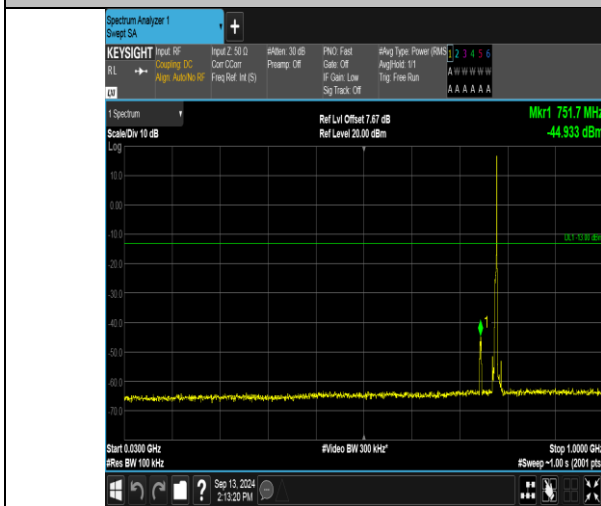 Spectrum Analyzer 1
Swept SA
+
KEYSIGHT
RL
Input: RF
Coupling: DC
Align: Auto/No RF
Input Z: 50 Ω
Corr CCorr
Freq Ref: Int (S)
#Atten: 30 dB
Preamp: Off
PNO: Fast
Gate: Off
IF Gain: Low
Sig Track: Off
#Avg Type: Power (RMS
Avg|Hold: 1/1
Trig: Free Run
1 2 3 4 5 6
A W W W W W
A A A A A A
1 Spectrum
Scale/Div 10 dB
Log
Ref Lvl Offset 7.67 dB
Ref Level 20.00 dBm
Mkr1 751.7 MHz
-44.933 dBm
10.0
0.00
-10.0
-20.0
-30.0
-40.0
-50.0
-60.0
-70.0
DL1 -13.00 dBm
1
Start 0.0300 GHz
#Res BW 100 kHz
#Video BW 300 kHz*
Stop 1.0000 GHz
#Sweep ~1.00 s (2001 pts)
?
Sep 13, 2024
2:13:20 PM